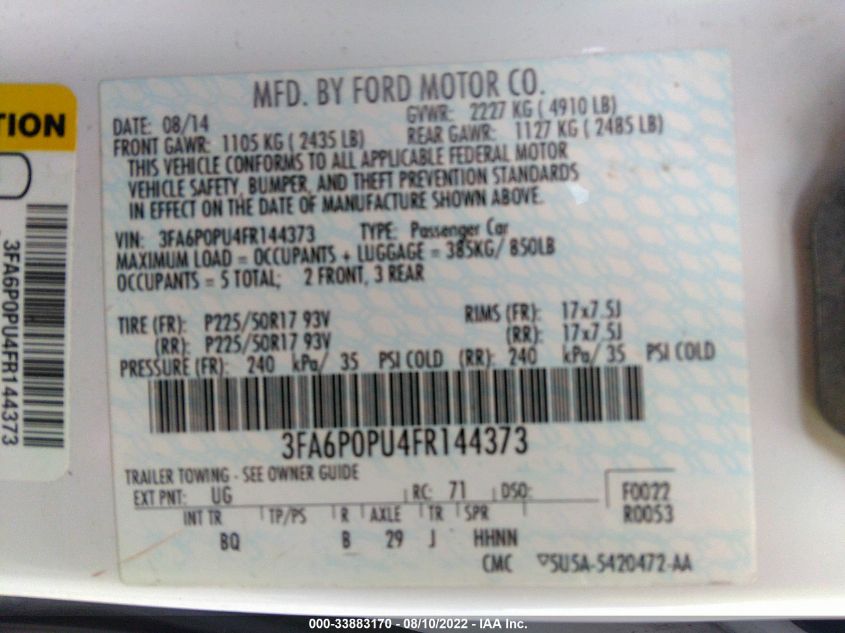 TION
3FA6P0PU4FR144373
MFD. BY FORD MOTOR CO.
DATE: 08/14 GVWR: 2227 KG ( 4910 LB)
FRONT GAWR: 1105 KG ( 2435 LB) REAR GAWR: 1127 KG ( 2485 LB)
THIS VEHICLE CONFORMS TO ALL APPLICABLE FEDERAL MOTOR
VEHICLE SAFETY, BUMPER, AND THEFT PREVENTION STANDARDS
IN EFFECT ON THE DATE OF MANUFACTURE SHOWN ABOVE.
VIN: 3FA6P0PU4FR144373 TYPE: Passenger Car
MAXIMUM LOAD = OCCUPANTS + LUGGAGE = 385KG/ 850LB
OCCUPANTS = 5 TOTAL; 2 FRONT, 3 REAR
TIRE (FR): P225/50R17 93V RIMS (FR): 17x7.5J
(RR): P225/50R17 93V (RR): 17x7.5J
PRESSURE (FR): 240 kPa/ 35 PSI COLD (RR): 240 kPa/ 35 PSI COLD
3FA6P0PU4FR144373
TRAILER TOWING - SEE OWNER GUIDE
EXT PNT: UG RC: 71 DSO: F0022
R0053
INT TR TP/PS R AXLE TR SPR
BQ B 29 J HHNN
CMC ▽5U5A-5420472-AA
000-33883170 - 08/10/2022 - IAA Inc.